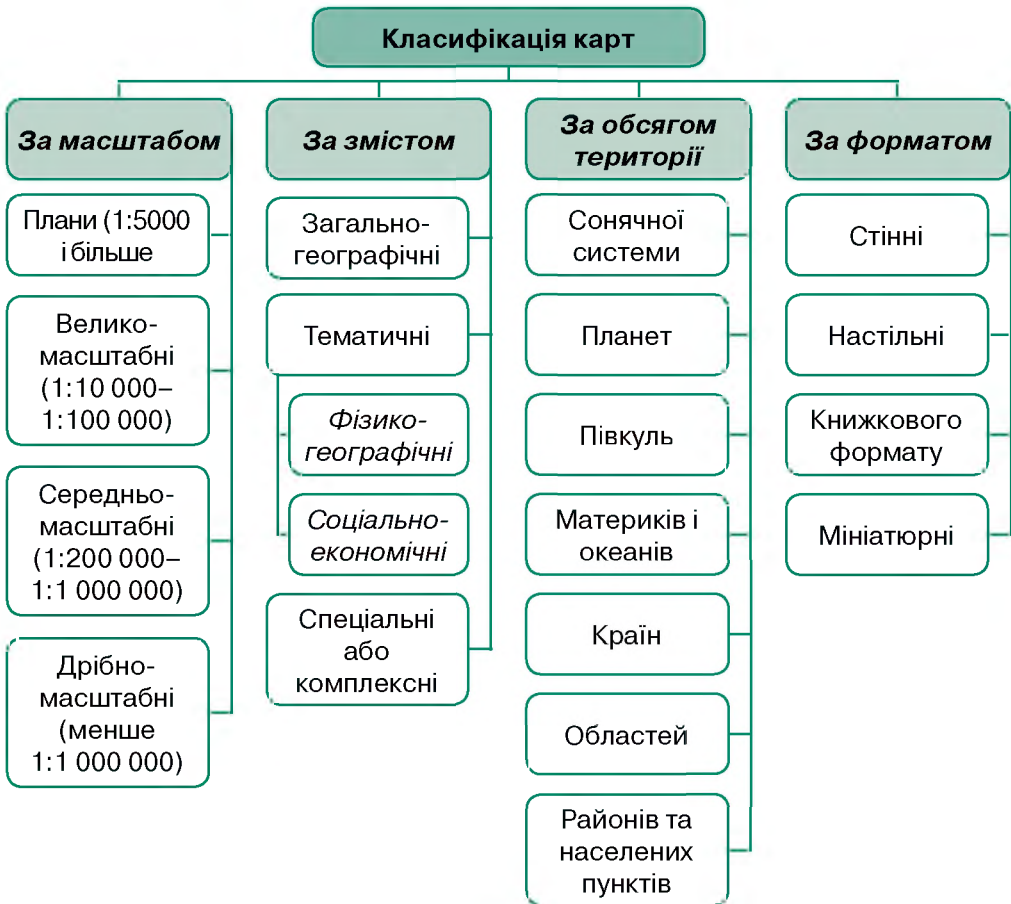 Класифікація карт
За масштабом
Плани (1:5000
і більше
Велико-
масштабні
(1:10 000–
1:100 000)
Середньо-
масштабні
(1:200 000–
1:1 000 000)
Дрібно-
масштабні
(менше
1:1 000 000)
За змістом
Загально-
географічні
Тематичні
Фізико-
географічні
Соціально-
економічні
Спеціальні
або
комплексні
За обсягом
території
Сонячної
системи
Планет
Півкуль
Материків і
океанів
Країн
Областей
Районів та
населених
пунктів
За форматом
Стінні
Настільні
Книжкового
формату
Мініатюрні